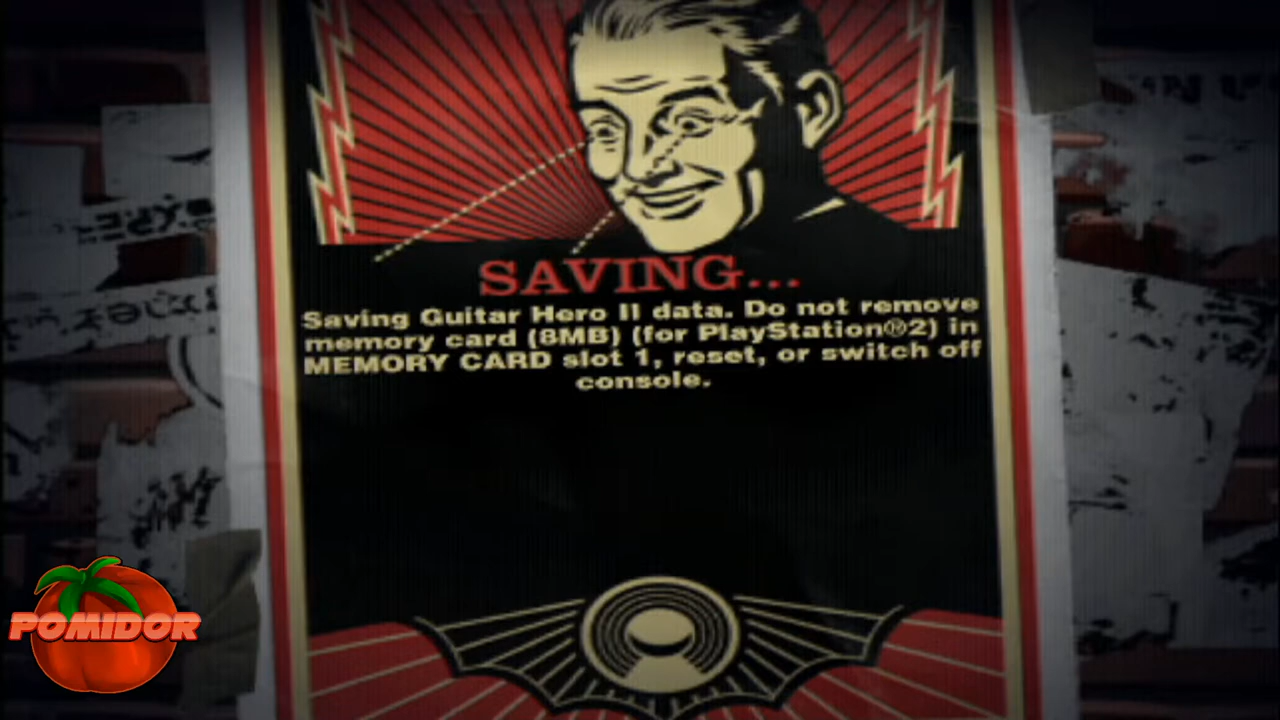 SAVING...
Saving Guitar Hero II data. Do not remove
memory card (8MB) (for PlayStation®2) in
MEMORY CARD slot 1, reset, or switch off
console.
POMIDOR